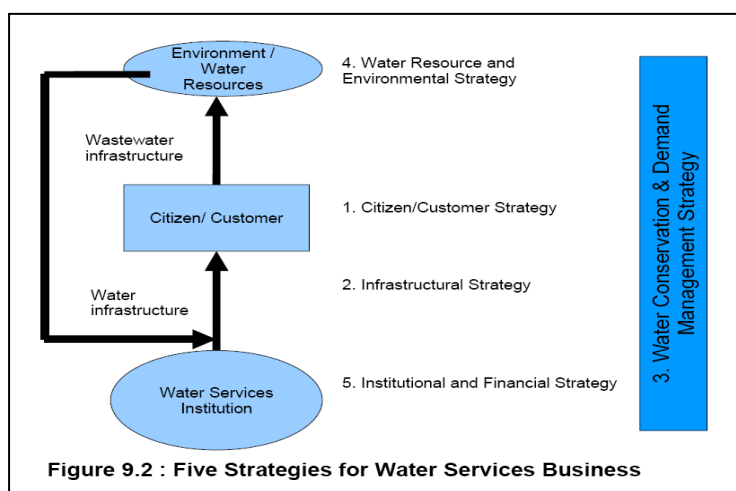 Environment /
Water
Resources
4. Water Resource and
Environmental Strategy
Wastewater
infrastructure
Citizen/ Customer
1. Citizen/Customer Strategy
2. Infrastructural Strategy
Water
infrastructure
Water Services
Institution
5. Institutional and Financial Strategy
3. Water Conservation & Demand
Management Strategy
Figure 9.2 : Five Strategies for Water Services Business